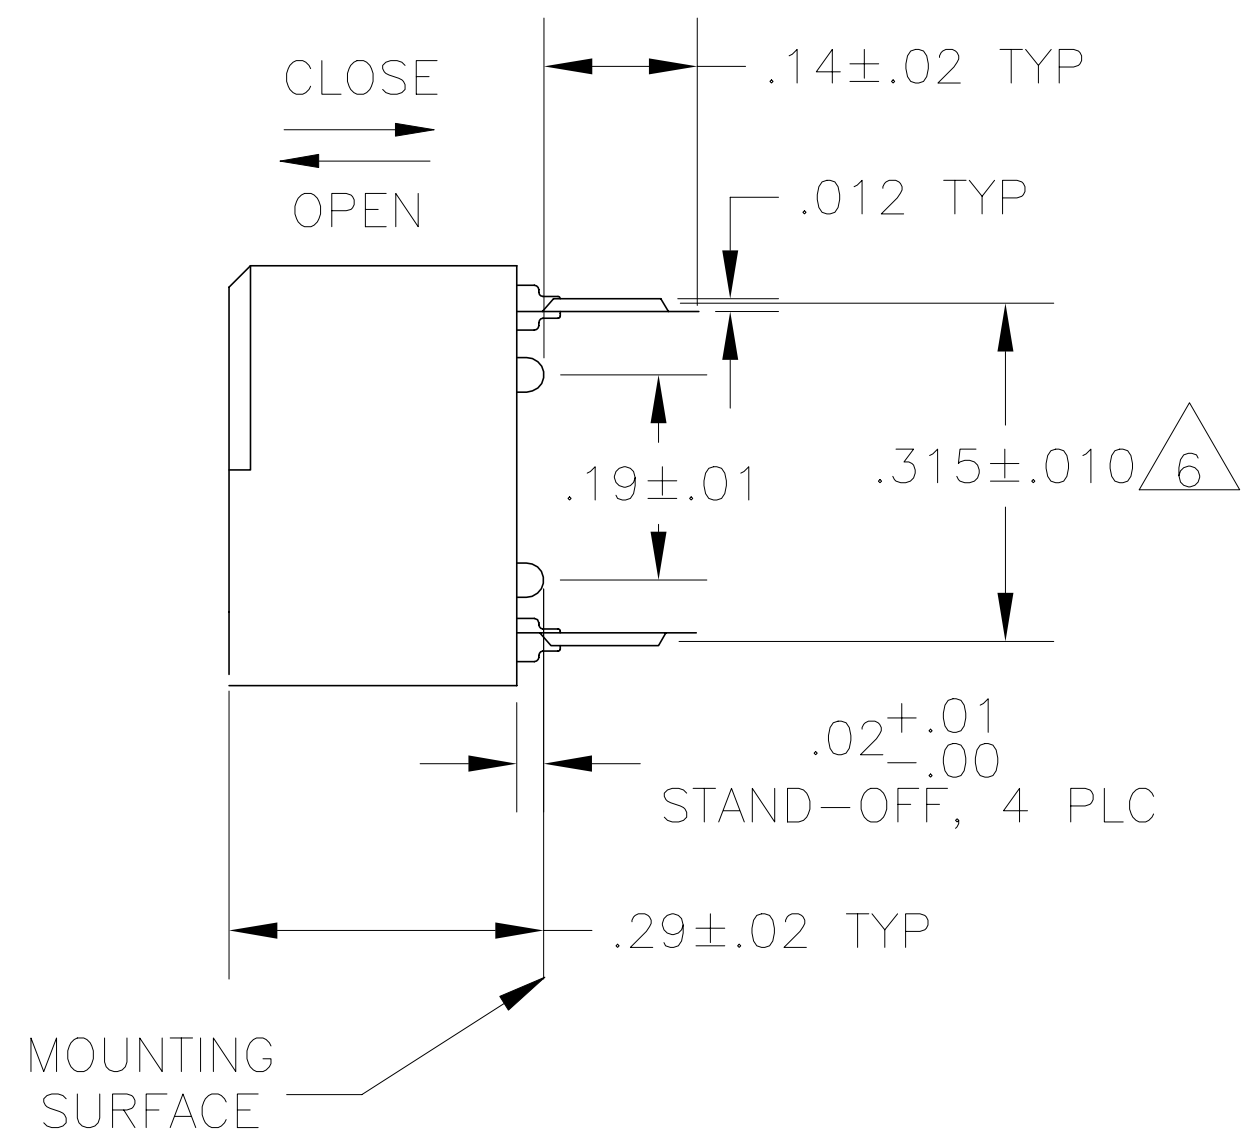 CLOSE
OPEN
.14±.02 TYP
.012 TYP
.315±.010
6
.19±.01
.02
+.01
-.00
STAND-OFF, 4 PLC
.29±.02 TYP
MOUNTING
SURFACE